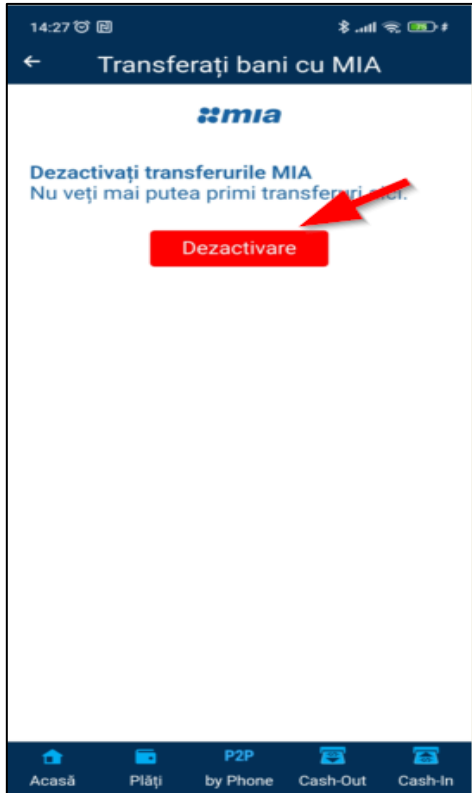 14:27
Transferați bani cu MIA
mia
Dezactivați transferurile MIA
Nu veți mai putea primi transferuri aici.
Dezactivare
P2P
Acasă Plăți by Phone Cash-Out Cash-In